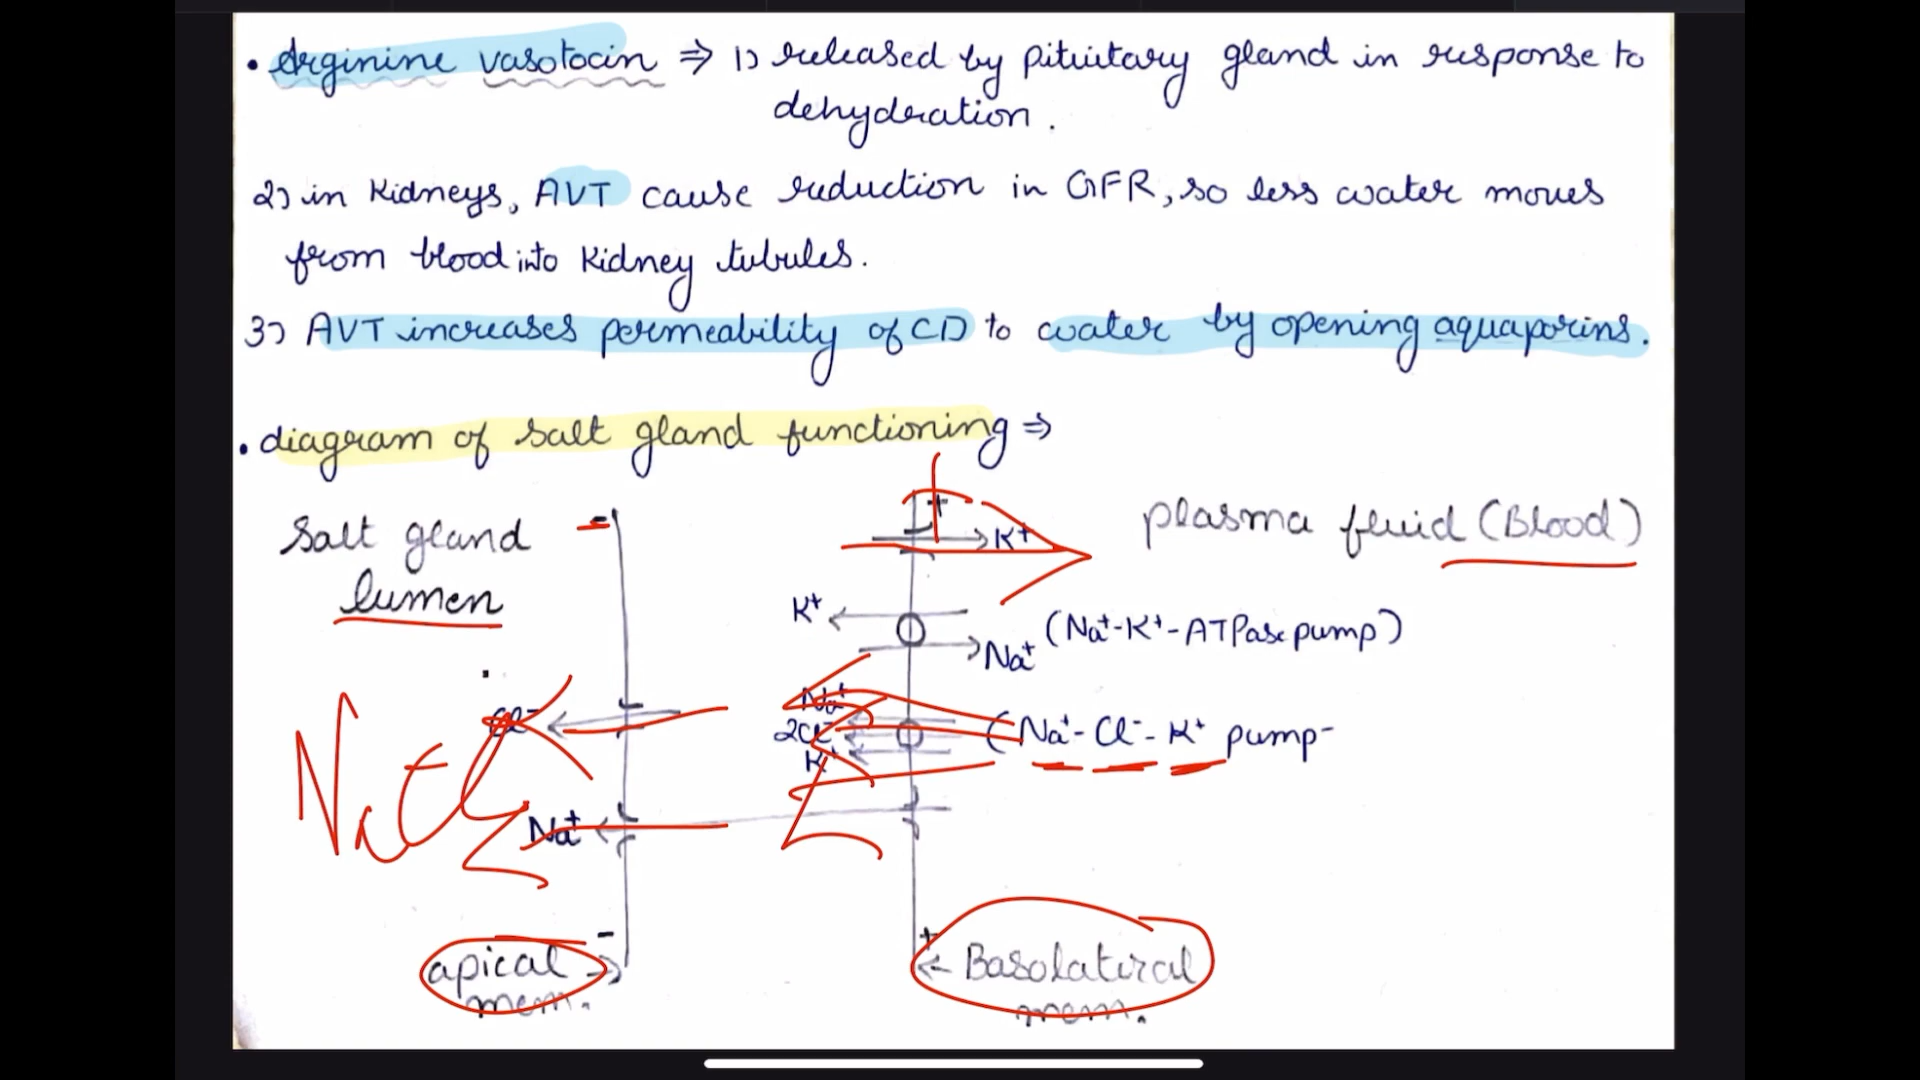 • Arginine vasotocin ⇒ 1) released by pituitary gland in response to
dehydration.
2) in kidneys, AVT cause reduction in GFR, so less water moves
from blood into kidney tubules.
3) AVT increases permeability of CD to water by opening aquaporins.
• diagram of salt gland functioning ⇒
Salt gland
lumen
plasma fluid (Blood)
K+
K+
(Na+-K+-ATPase pump)
Na+
Na+
2Cl-
K+
(Na+-Cl--K+ pump-
Cl-
NaCl
Na+
apical
mem.
Basolateral
mem.